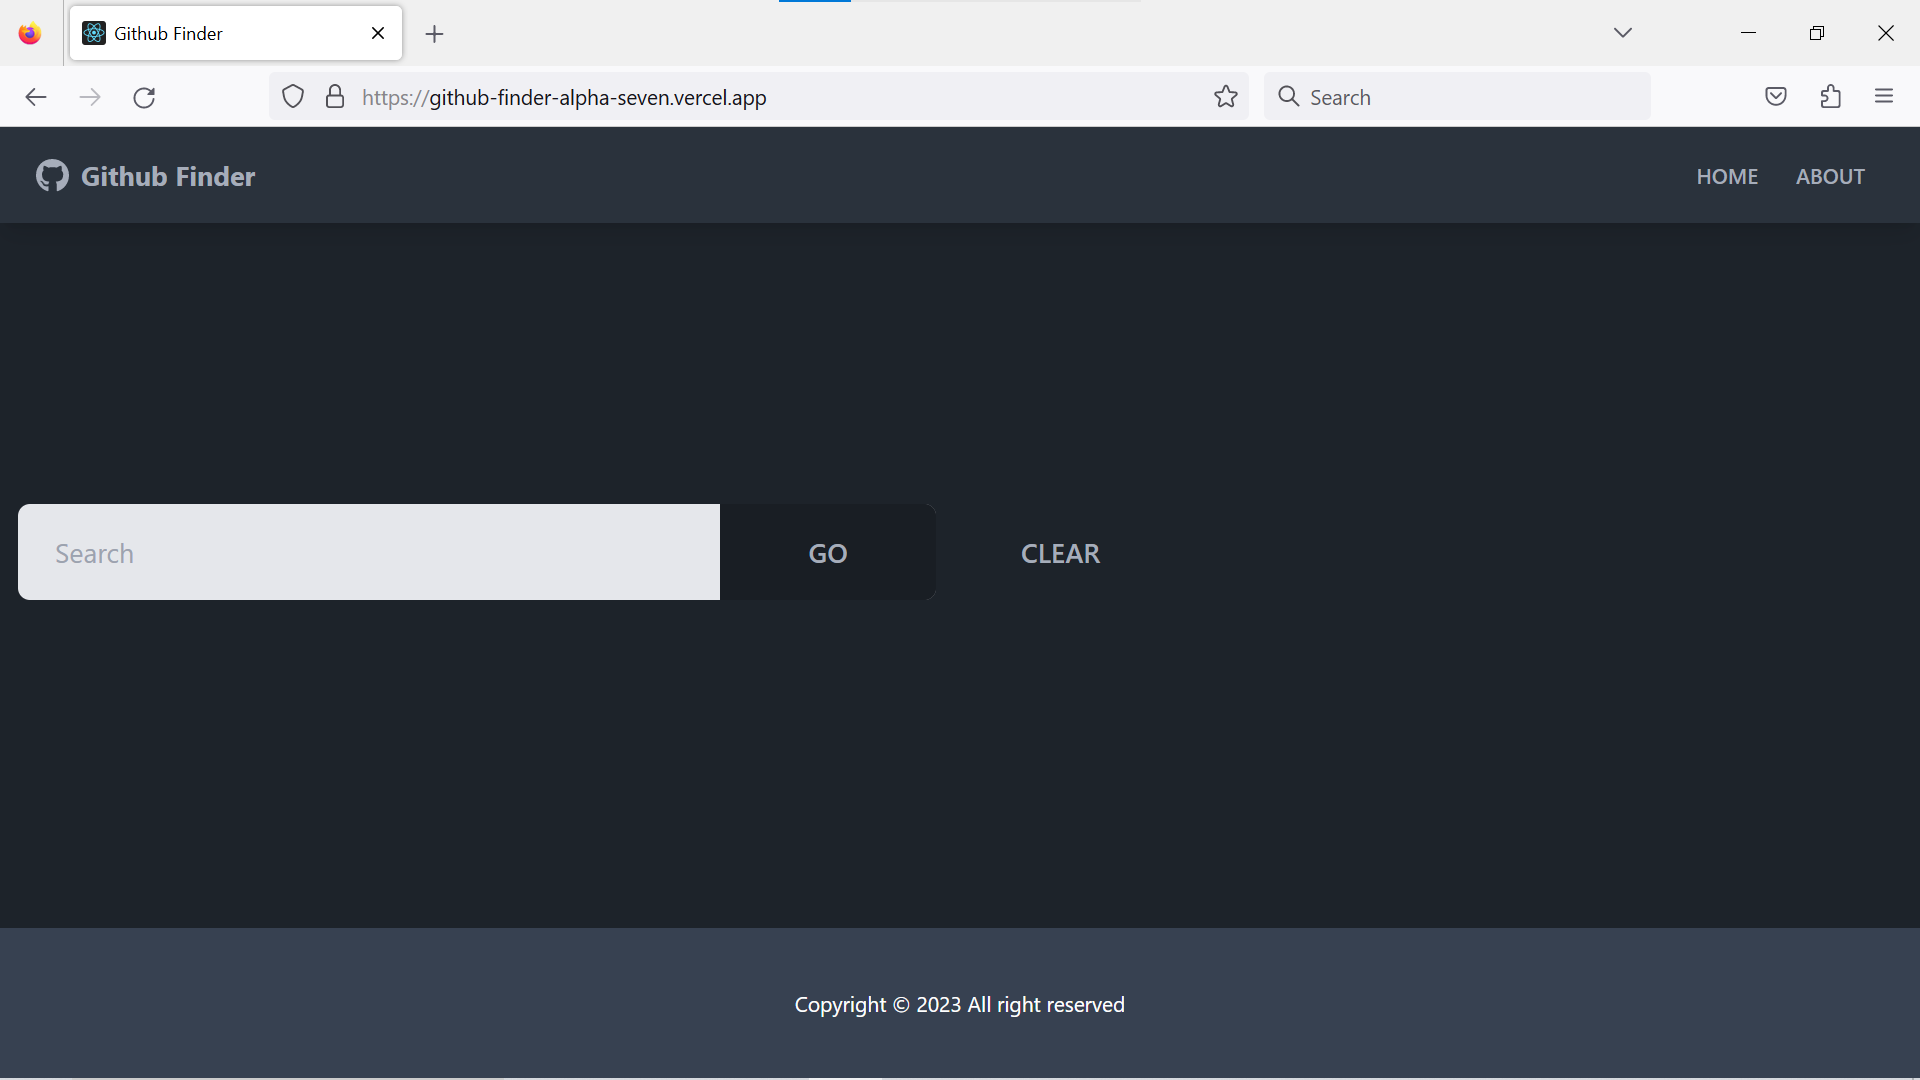 Github Finder
https://github-finder-alpha-seven.vercel.app
Search
Github Finder
HOME
ABOUT
Search
GO
CLEAR
Copyright © 2023 All right reserved